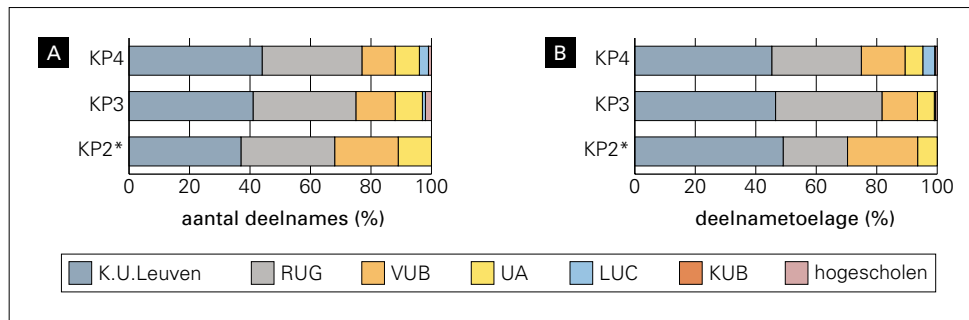 A
KP4
KP3
KP2*
0 20 40 60 80 100
aantal deelnames (%)
B
KP4
KP3
KP2*
0 20 40 60 80 100
deelnametoelage (%)
K.U.Leuven RUG VUB UA LUC KUB hogescholen